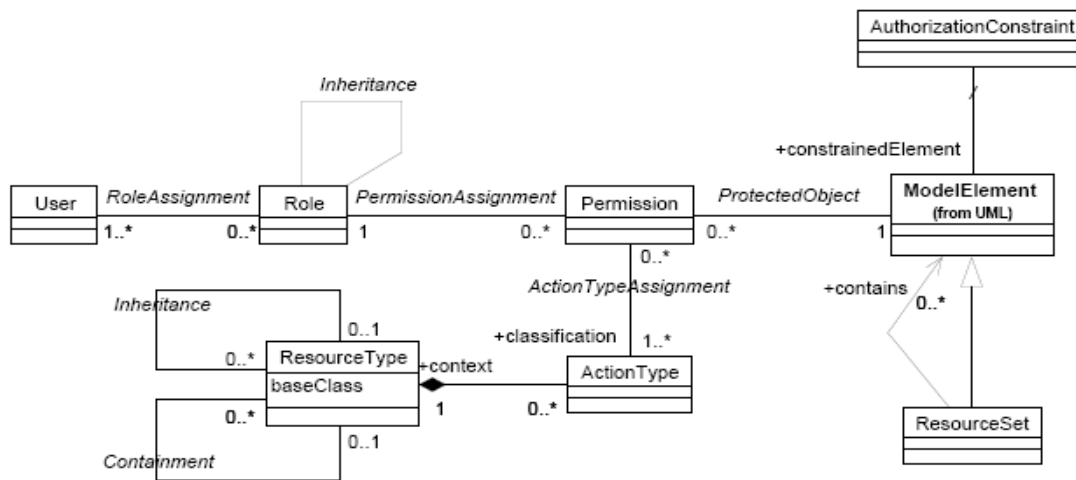 AuthorizationConstraint
Inheritance
/
+constrainedElement
User
RoleAssignment
1..*
0..*
Role
PermissionAssignment
1
0..*
Permission
ProtectedObject
0..*
1
ModelElement
(from UML)
0..*
ActionTypeAssignment
+classification
1..*
+contains
0..*
Inheritance
0..1
0..*
ResourceType
baseClass
+context
1
0..*
ActionType
0..*
0..1
Containment
ResourceSet